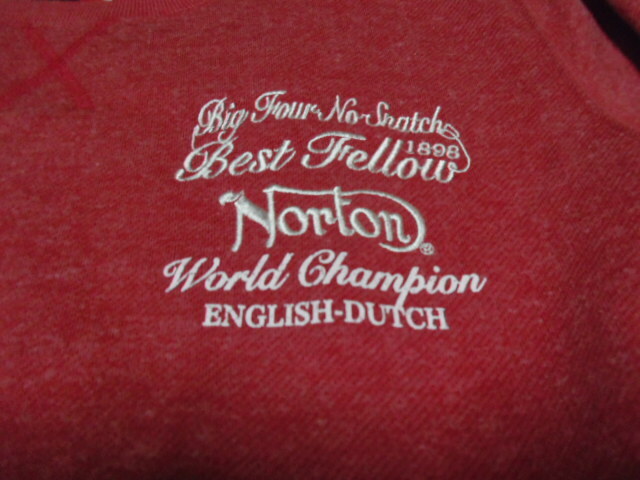 Big Four No Snatch
Best Fellow 1898
Norton®
World Champion
ENGLISH-DUTCH